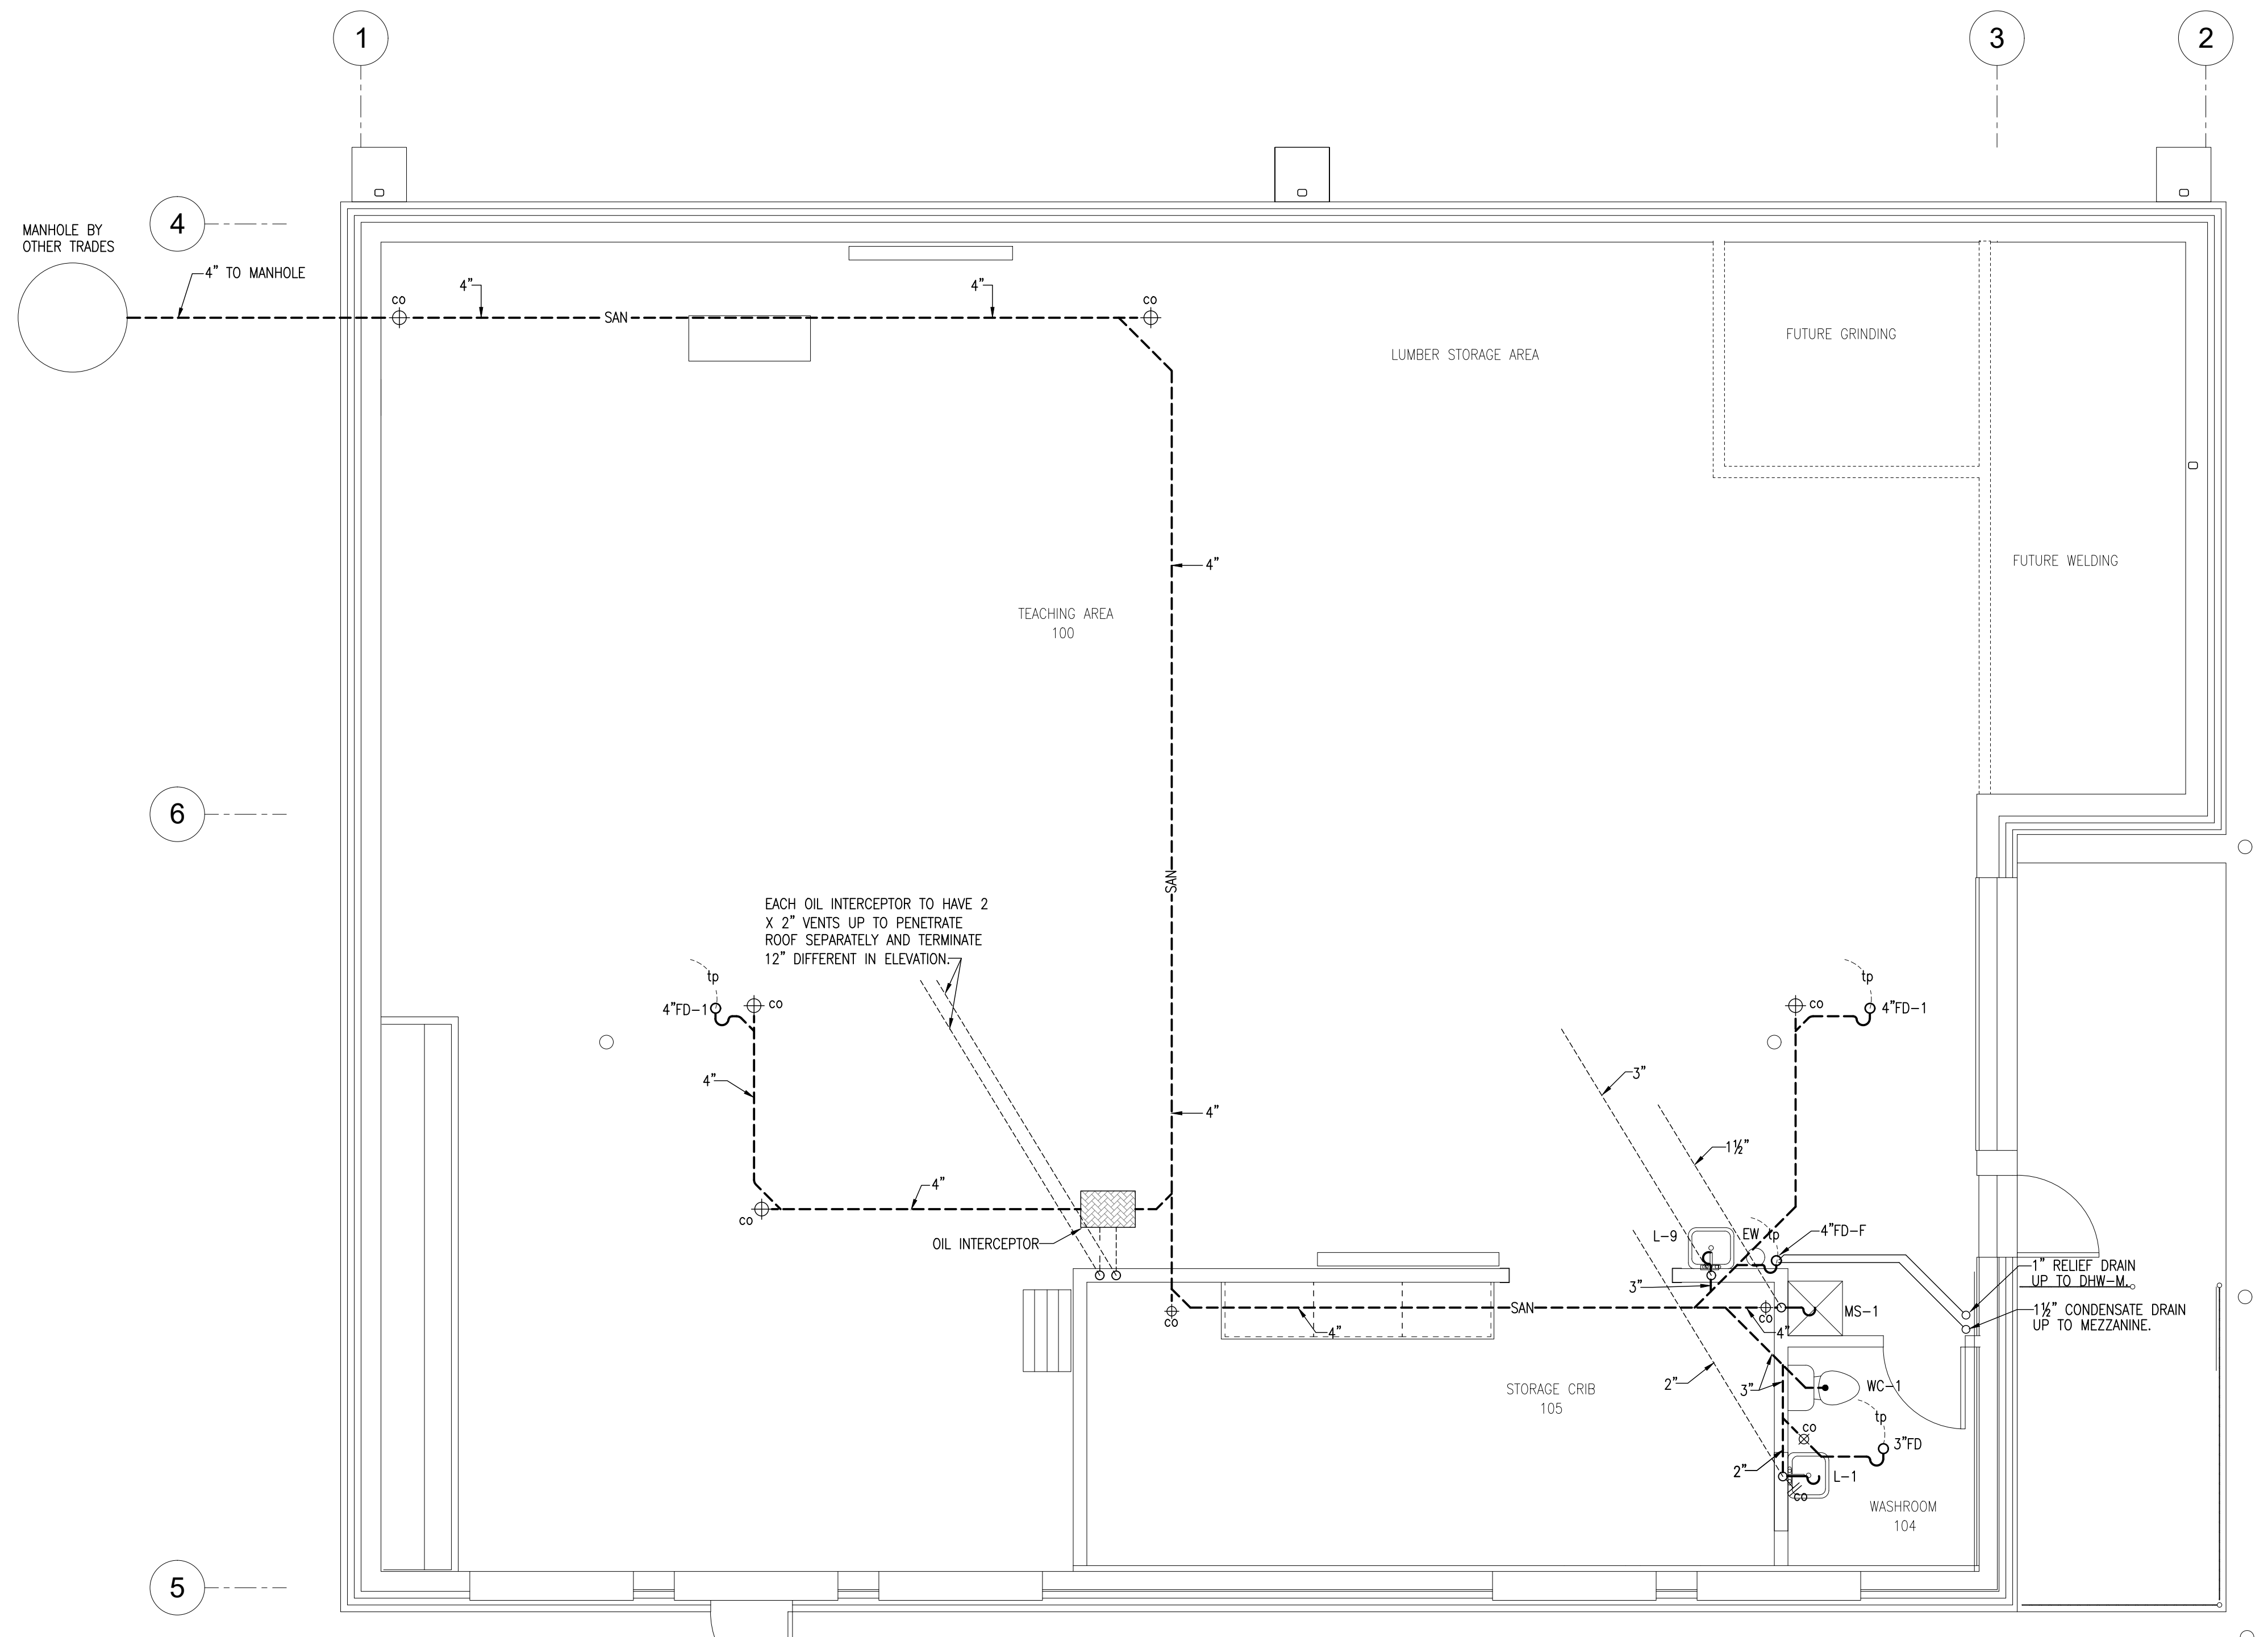 1
3
2
4
MANHOLE BY
OTHER TRADES
4" TO MANHOLE
co
4"
SAN
4"
co
LUMBER STORAGE AREA
FUTURE GRINDING
FUTURE WELDING
4"
TEACHING AREA
100
6
SAN
EACH OIL INTERCEPTOR TO HAVE 2
X 2" VENTS UP TO PENETRATE
ROOF SEPARATELY AND TERMINATE
12" DIFFERENT IN ELEVATION.
tp
4"FD-1
co
4"
4"
co
OIL INTERCEPTOR
4"
tp
co
4"FD-1
3"
1½"
L-9
EW
tp
4"FD-F
3"
1" RELIEF DRAIN
UP TO DHW-M.
1½" CONDENSATE DRAIN
UP TO MEZZANINE.
co
4"
SAN
co
4"
MS-1
2"
3"
WC-1
STORAGE CRIB
105
tp
co
3"FD
2"
L-1
co
WASHROOM
104
5